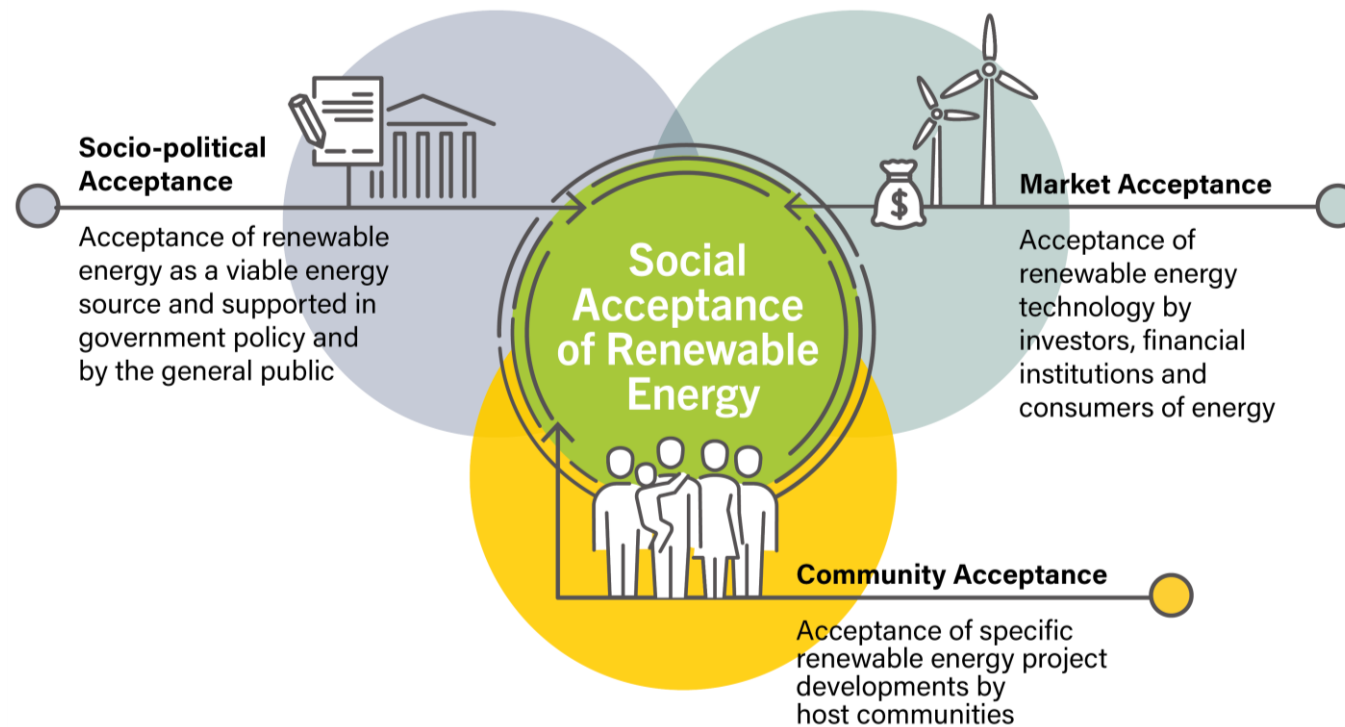 Socio-political
Acceptance
Acceptance of renewable
energy as a viable energy
source and supported in
government policy and
by the general public
Social
Acceptance
of Renewable
Energy
$
Market Acceptance
Acceptance of
renewable energy
technology by
investors, financial
institutions and
consumers of energy
Community Acceptance
Acceptance of specific
renewable energy project
developments by
host communities